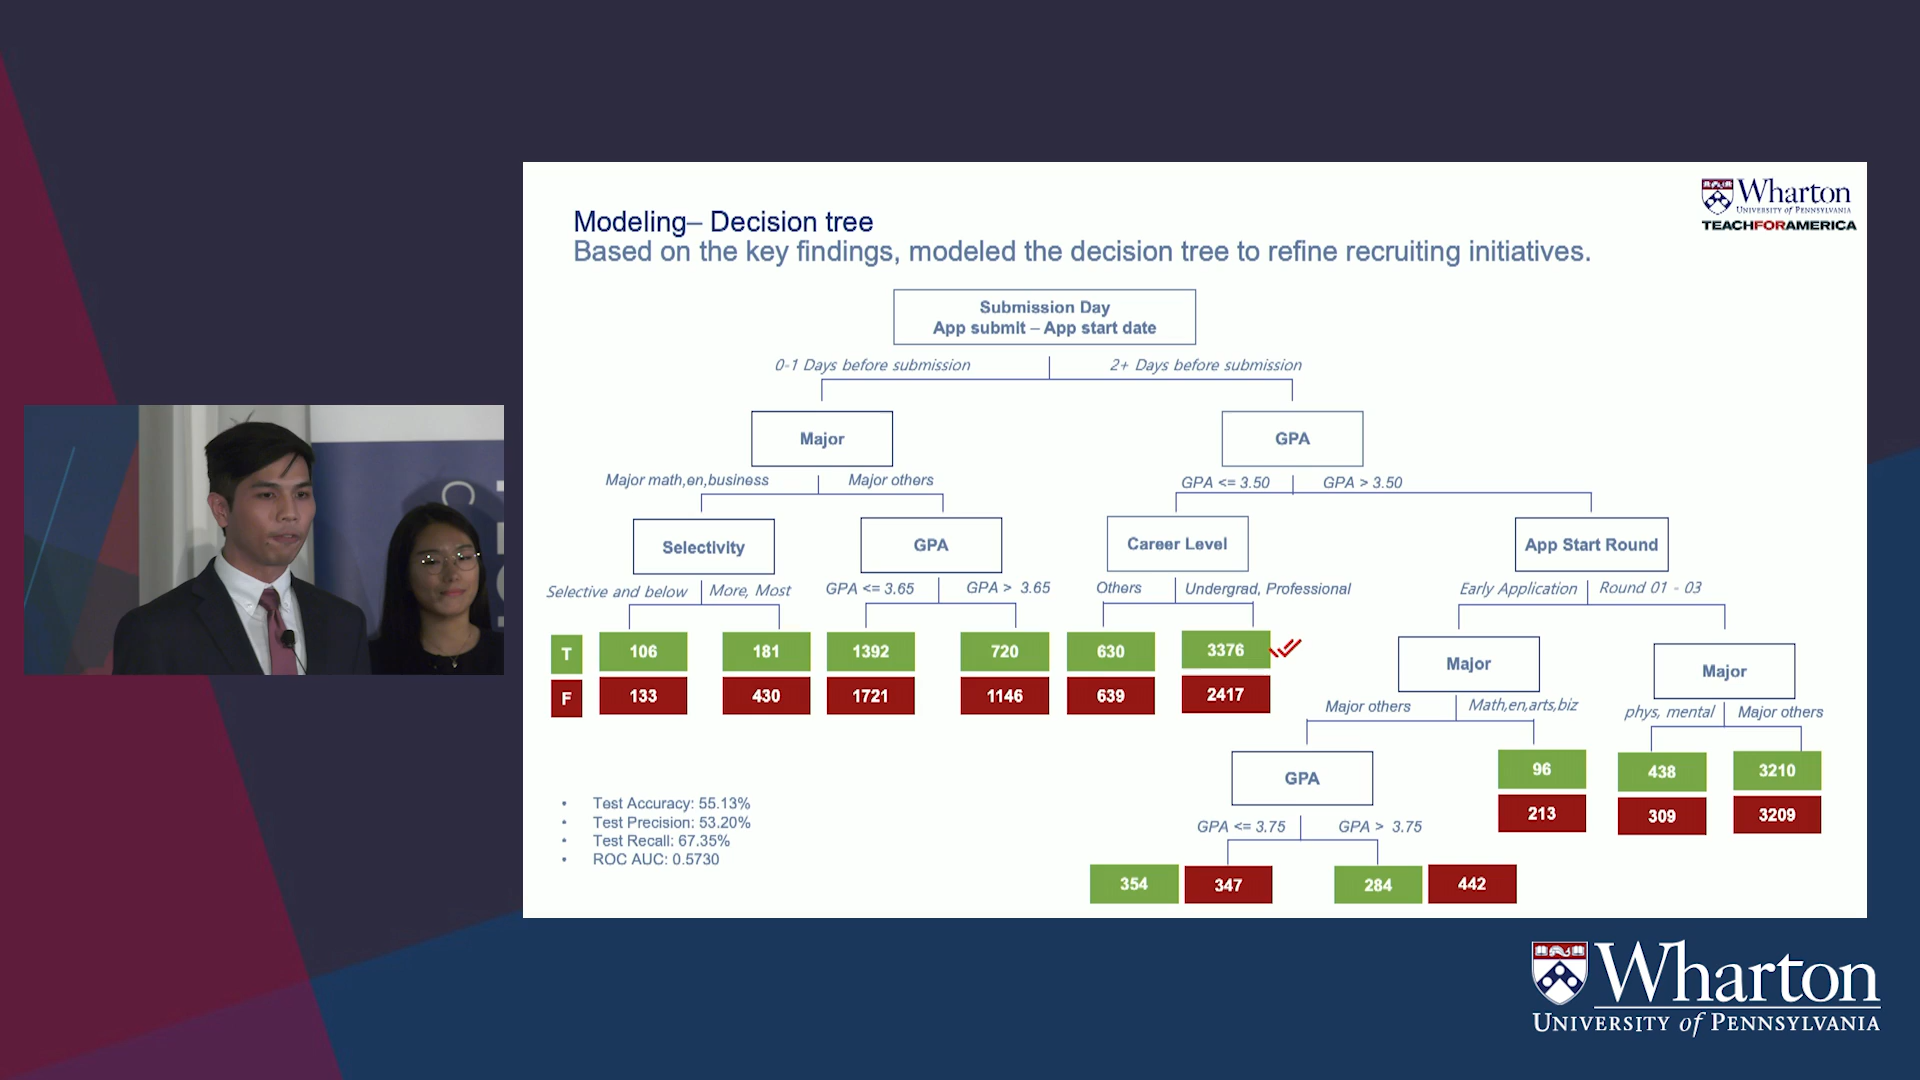 Wharton
UNIVERSITY of PENNSYLVANIA
TEACHFORAMERICA
Modeling– Decision tree
Based on the key findings, modeled the decision tree to refine recruiting initiatives.
Submission Day
App submit – App start date
0-1 Days before submission
2+ Days before submission
Major
GPA
Major math,en,business
Major others
GPA <= 3.50
GPA > 3.50
Selectivity
GPA
Career Level
App Start Round
Selective and below
More, Most
GPA <= 3.65
GPA > 3.65
Others
Undergrad, Professional
Early Application
Round 01 - 03
T
106
181
1392
720
630
3376
F
133
430
1721
1146
639
2417
Major
Major
Major others
Math,en,arts,biz
phys, mental
Major others
GPA
96
438
3210
213
309
3209
GPA <= 3.75
GPA > 3.75
354
347
284
442
• Test Accuracy: 55.13%
• Test Precision: 53.20%
• Test Recall: 67.35%
• ROC AUC: 0.5730
Wharton
UNIVERSITY of PENNSYLVANIA